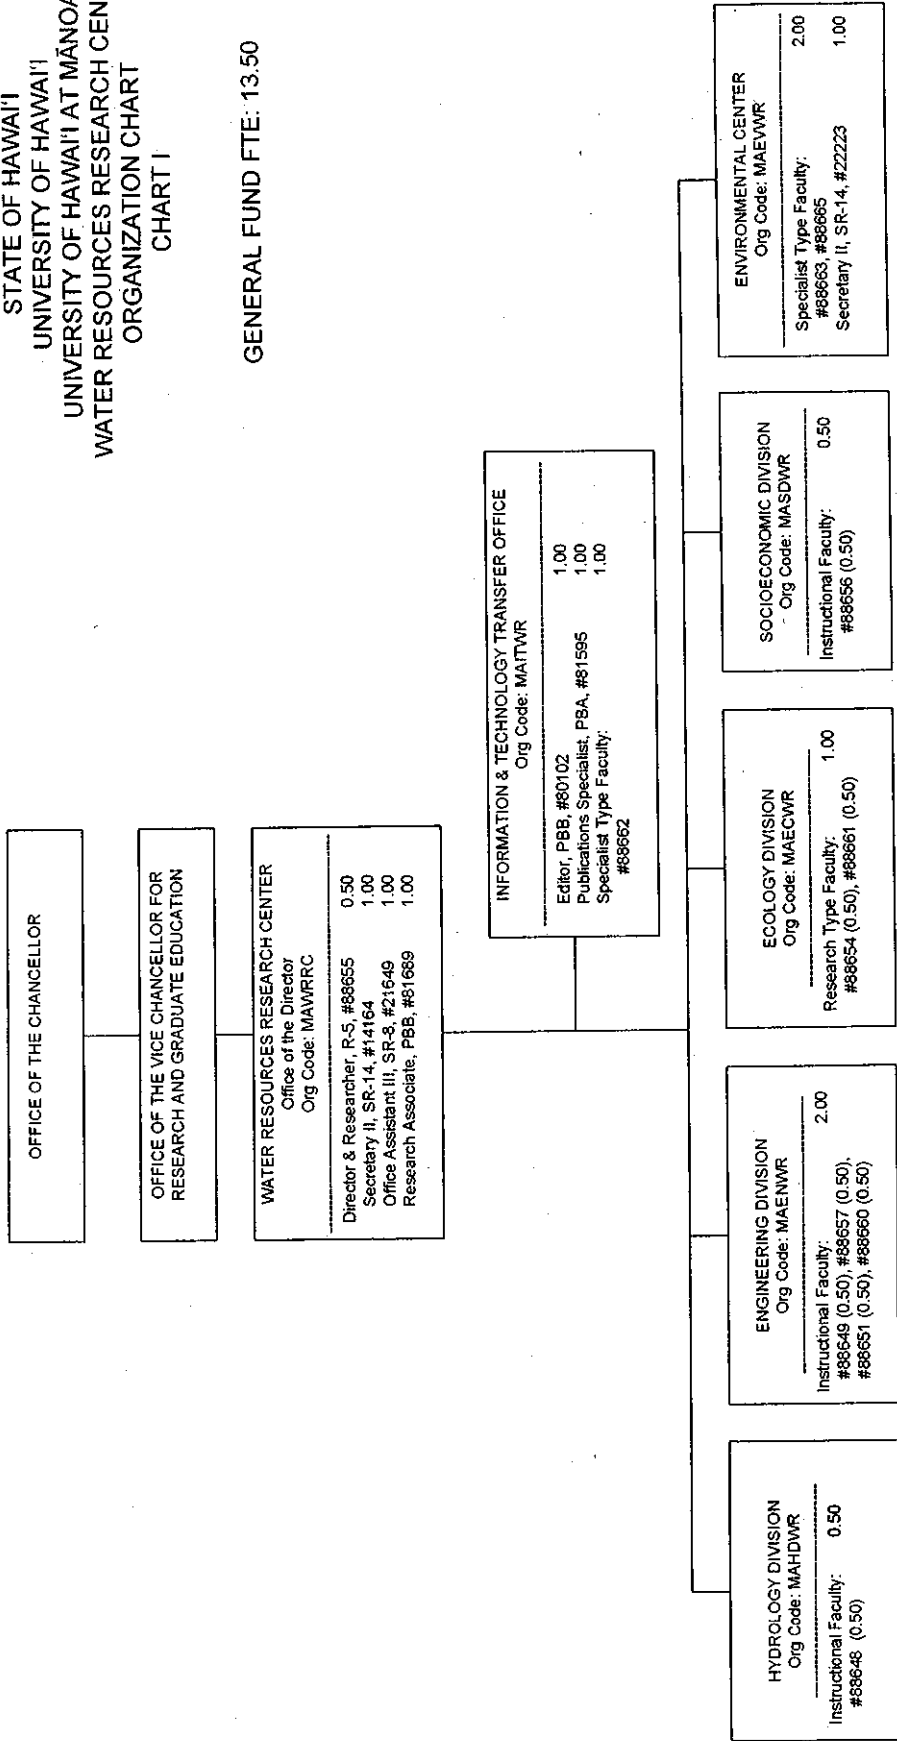 STATE OF HAWAI'I
UNIVERSITY OF HAWAI'I
UNIVERSITY OF HAWAI'I AT MĀNOA
WATER RESOURCES RESEARCH CEN
ORGANIZATION CHART
CHART I
GENERAL FUND FTE: 13.50
OFFICE OF THE CHANCELLOR
OFFICE OF THE VICE CHANCELLOR FOR
RESEARCH AND GRADUATE EDUCATION
WATER RESOURCES RESEARCH CENTER
Office of the Director
Org Code: MAWRRC
Director & Researcher, R-5, #88655 0.50
Secretary II, SR-14, #14164 1.00
Office Assistant III, SR-8, #21649 1.00
Research Associate, PBB, #81689 1.00
INFORMATION & TECHNOLOGY TRANSFER OFFICE
Org Code: MAITWR
Editor, PBB, #80102 1.00
Publications Specialist, PBA, #81595 1.00
Specialist Type Faculty: 1.00
#88662
HYDROLOGY DIVISION
Org Code: MAHDWR
Instructional Faculty: 0.50
#88648 (0.50)
ENGINEERING DIVISION
Org Code: MAENWR
Instructional Faculty: 2.00
#88649 (0.50), #88657 (0.50),
#88651 (0.50), #88660 (0.50)
ECOLOGY DIVISION
Org Code: MAECWR
Research Type Faculty: 1.00
#88654 (0.50), #88661 (0.50)
SOCIOECONOMIC DIVISION
Org Code: MASDWR
Instructional Faculty: 0.50
#88656 (0.50)
ENVIRONMENTAL CENTER
Org Code: MAEVWR
Specialist Type Faculty: 2.00
#88663, #88665
Secretary II, SR-14, #22223 1.00